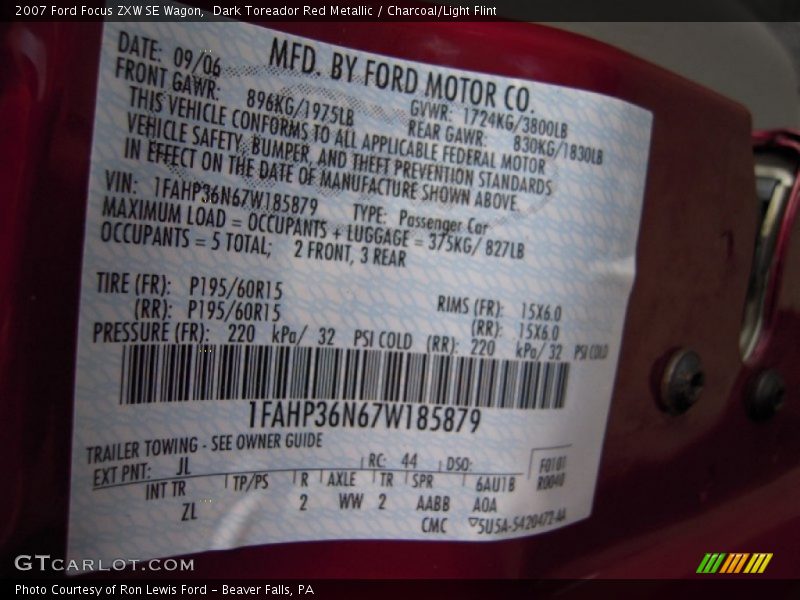 2007 Ford Focus ZXW SE Wagon, Dark Toreador Red Metallic / Charcoal/Light Flint
DATE: 09/06 MFD. BY FORD MOTOR CO.
FRONT GAWR: 896KG/1975LB GVWR: 1724KG/3800LB
REAR GAWR: 830KG/1830LB
THIS VEHICLE CONFORMS TO ALL APPLICABLE FEDERAL MOTOR
VEHICLE SAFETY, BUMPER, AND THEFT PREVENTION STANDARDS
IN EFFECT ON THE DATE OF MANUFACTURE SHOWN ABOVE.
VIN: 1FAHP36N67W185879 TYPE: Passenger Car
MAXIMUM LOAD = OCCUPANTS + LUGGAGE = 375KG/ 827LB
OCCUPANTS = 5 TOTAL; 2 FRONT, 3 REAR
TIRE (FR): P195/60R15 RIMS (FR): 15X6.0
(RR): P195/60R15 (RR): 15X6.0
PRESSURE (FR): 220 kPa/ 32 PSI COLD (RR): 220 kPa/ 32 PSI COLD
1FAHP36N67W185879
TRAILER TOWING - SEE OWNER GUIDE
EXT PNT: JL RC: 44 DSO: F0101
INT TR TP/PS R AXLE TR SPR 6AU1B R0040
ZL 2 WW 2 AABB A0A
CMC 5U5A-5420472-AA
GTCARLOT.COM
Photo Courtesy of Ron Lewis Ford - Beaver Falls, PA